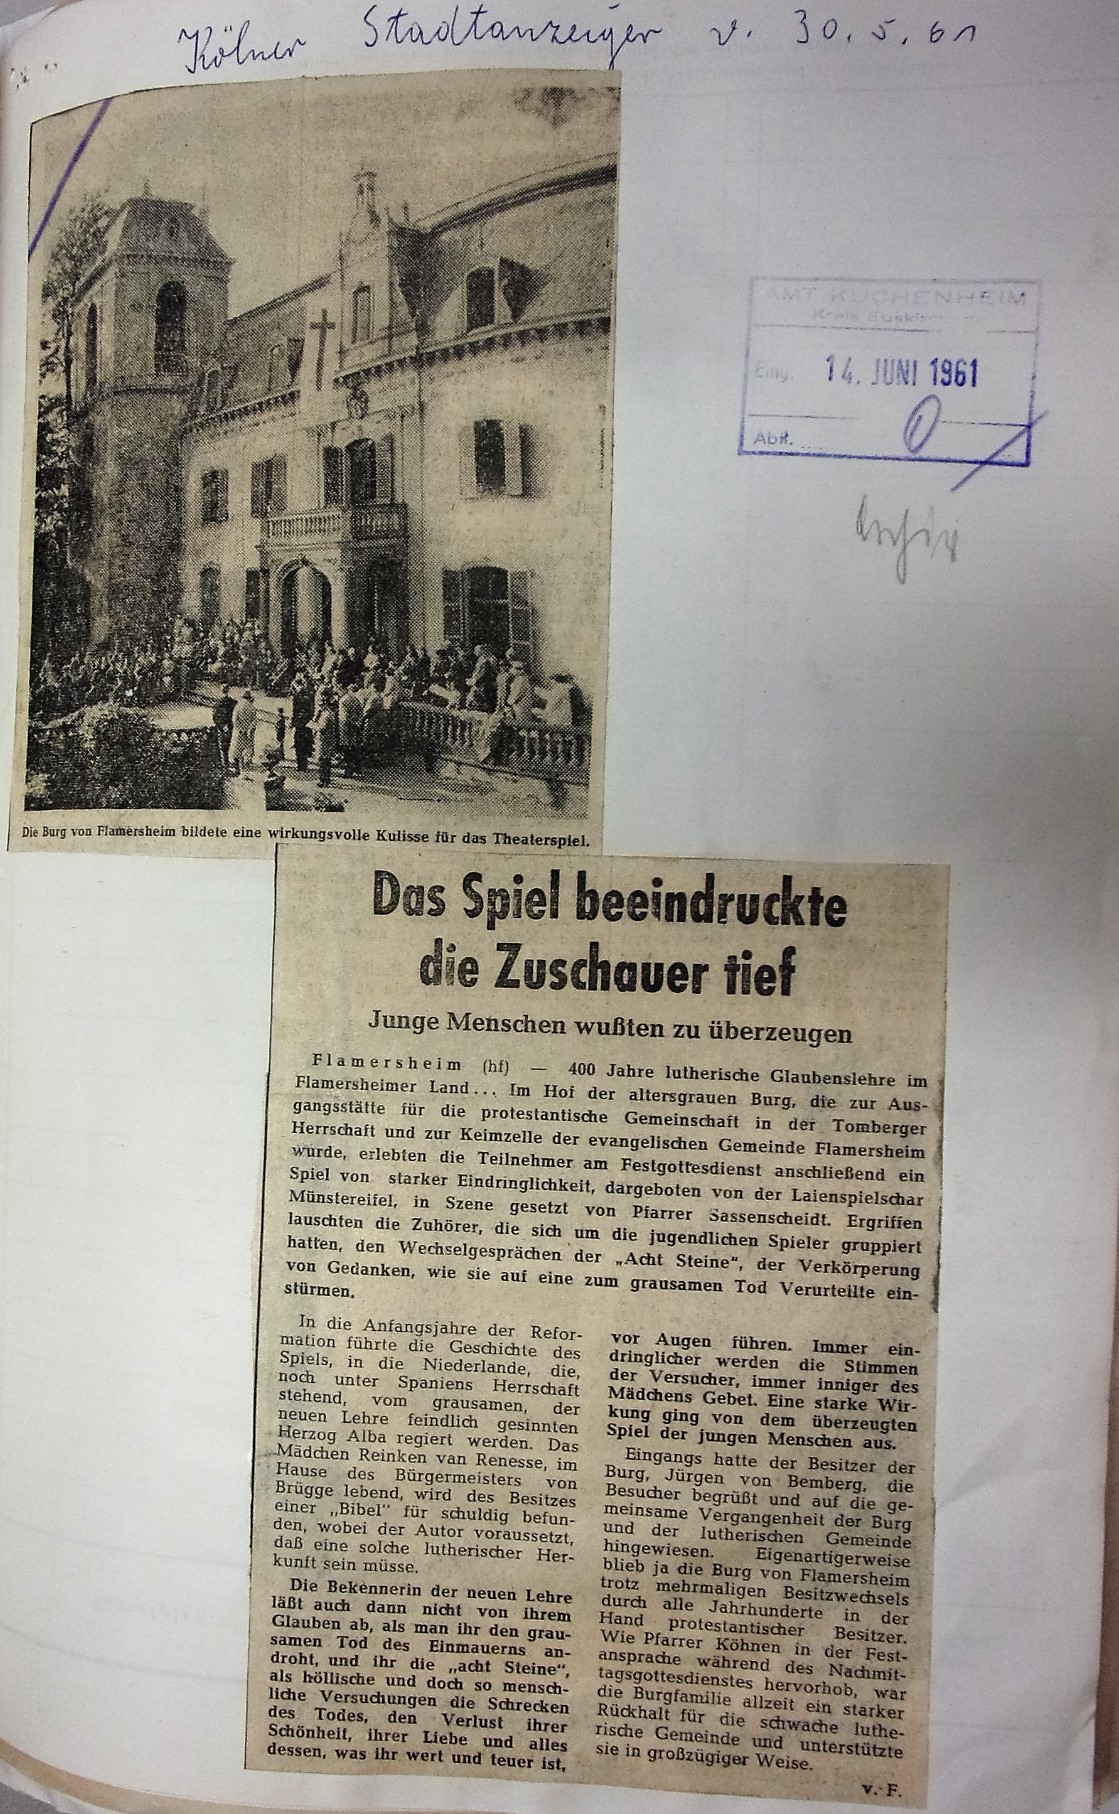 Kölner Stadtanzeiger v. 30.5.61
AMT KUCHENHEIM
Kreis Euskirchen
Eing. 14. JUNI 1961
Abt.
Die Burg von Flamersheim bildete eine wirkungsvolle Kulisse für das Theaterspiel.
Das Spiel beeindruckte
die Zuschauer tief
Junge Menschen wußten zu überzeugen
Flamersheim (hf) — 400 Jahre lutherische Glaubenslehre im
Flamersheimer Land... Im Hof der altersgrauen Burg, die zur Aus-
gangsstätte für die protestantische Gemeinschaft in der Tomberger
Herrschaft und zur Keimzelle der evangelischen Gemeinde Flamersheim
wurde, erlebten die Teilnehmer am Festgottesdienst anschließend ein
Spiel von starker Eindringlichkeit, dargeboten von der Laienspielschar
Münstereifel, in Szene gesetzt von Pfarrer Sassenscheidt. Ergriffen
lauschten die Zuhörer, die sich um die jugendlichen Spieler gruppiert
hatten, den Wechselgesprächen der „Acht Steine“, der Verkörperung
von Gedanken, wie sie auf eine zum grausamen Tod Verurteilte ein-
stürmen.
In die Anfangsjahre der Refor-
mation führte die Geschichte des
Spiels, in die Niederlande, die,
noch unter Spaniens Herrschaft
stehend, vom grausamen, der
neuen Lehre feindlich gesinnten
Herzog Alba regiert werden. Das
Mädchen Reinken van Renesse, im
Hause des Bürgermeisters von
Brügge lebend, wird des Besitzes
einer „Bibel“ für schuldig befun-
den, wobei der Autor voraussetzt,
daß eine solche lutherischer Her-
kunft sein müsse.
Die Bekennerin der neuen Lehre
läßt auch dann nicht von ihrem
Glauben ab, als man ihr den grau-
samen Tod des Einmauerns an-
droht, und ihr die „acht Steine“,
als höllische und doch so mensch-
liche Versuchungen die Schrecken
des Todes, den Verlust ihrer
Schönheit, ihrer Liebe und alles
dessen, was ihr wert und teuer ist,
vor Augen führen. Immer ein-
dringlicher werden die Stimmen
der Versucher, immer inniger des
Mädchens Gebet. Eine starke Wir-
kung ging von dem überzeugten
Spiel der jungen Menschen aus.
Eingangs hatte der Besitzer der
Burg, Jürgen von Bemberg, die
Besucher begrüßt und auf die ge-
meinsame Vergangenheit der Burg
und der lutherischen Gemeinde
hingewiesen. Eigenartigerweise
blieb ja die Burg von Flamersheim
trotz mehrmaligen Besitzwechsels
durch alle Jahrhunderte in der
Hand protestantischer Besitzer.
Wie Pfarrer Köhnen in der Fest-
ansprache während des Nachmit-
tagsgottesdienstes hervorhob, war
die Burgfamilie allzeit ein starker
Rückhalt für die schwache luthe-
rische Gemeinde und unterstützte
sie in großzügiger Weise.
v. F.